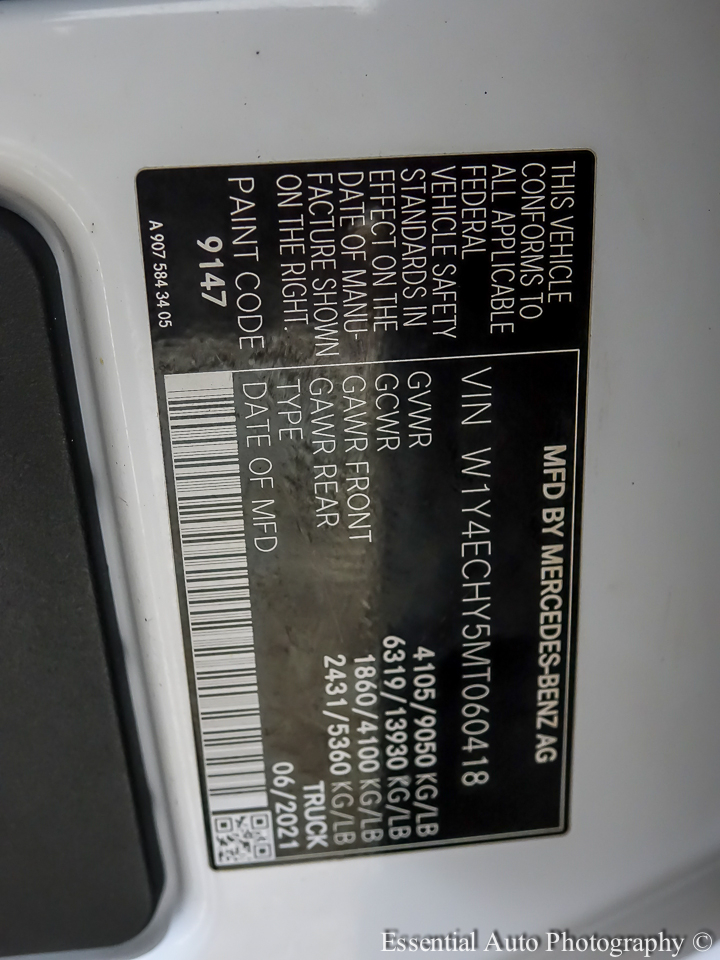 MFD BY MERCEDES-BENZ AG
VIN W1Y4ECHY5MT060418
THIS VEHICLE
CONFORMS TO
ALL APPLICABLE
FEDERAL
VEHICLE SAFETY
STANDARDS IN
EFFECT ON THE
DATE OF MANU-
FACTURE SHOWN
ON THE RIGHT.
GVWR 4105/9050 KG/LB
GCWR 6319/13930 KG/LB
GAWR FRONT 1860/4100 KG/LB
GAWR REAR 2431/5360 KG/LB
TYPE TRUCK
DATE OF MFD 06/2021
PAINT CODE
9147
A 907 584 34 05
Essential Auto Photography ©